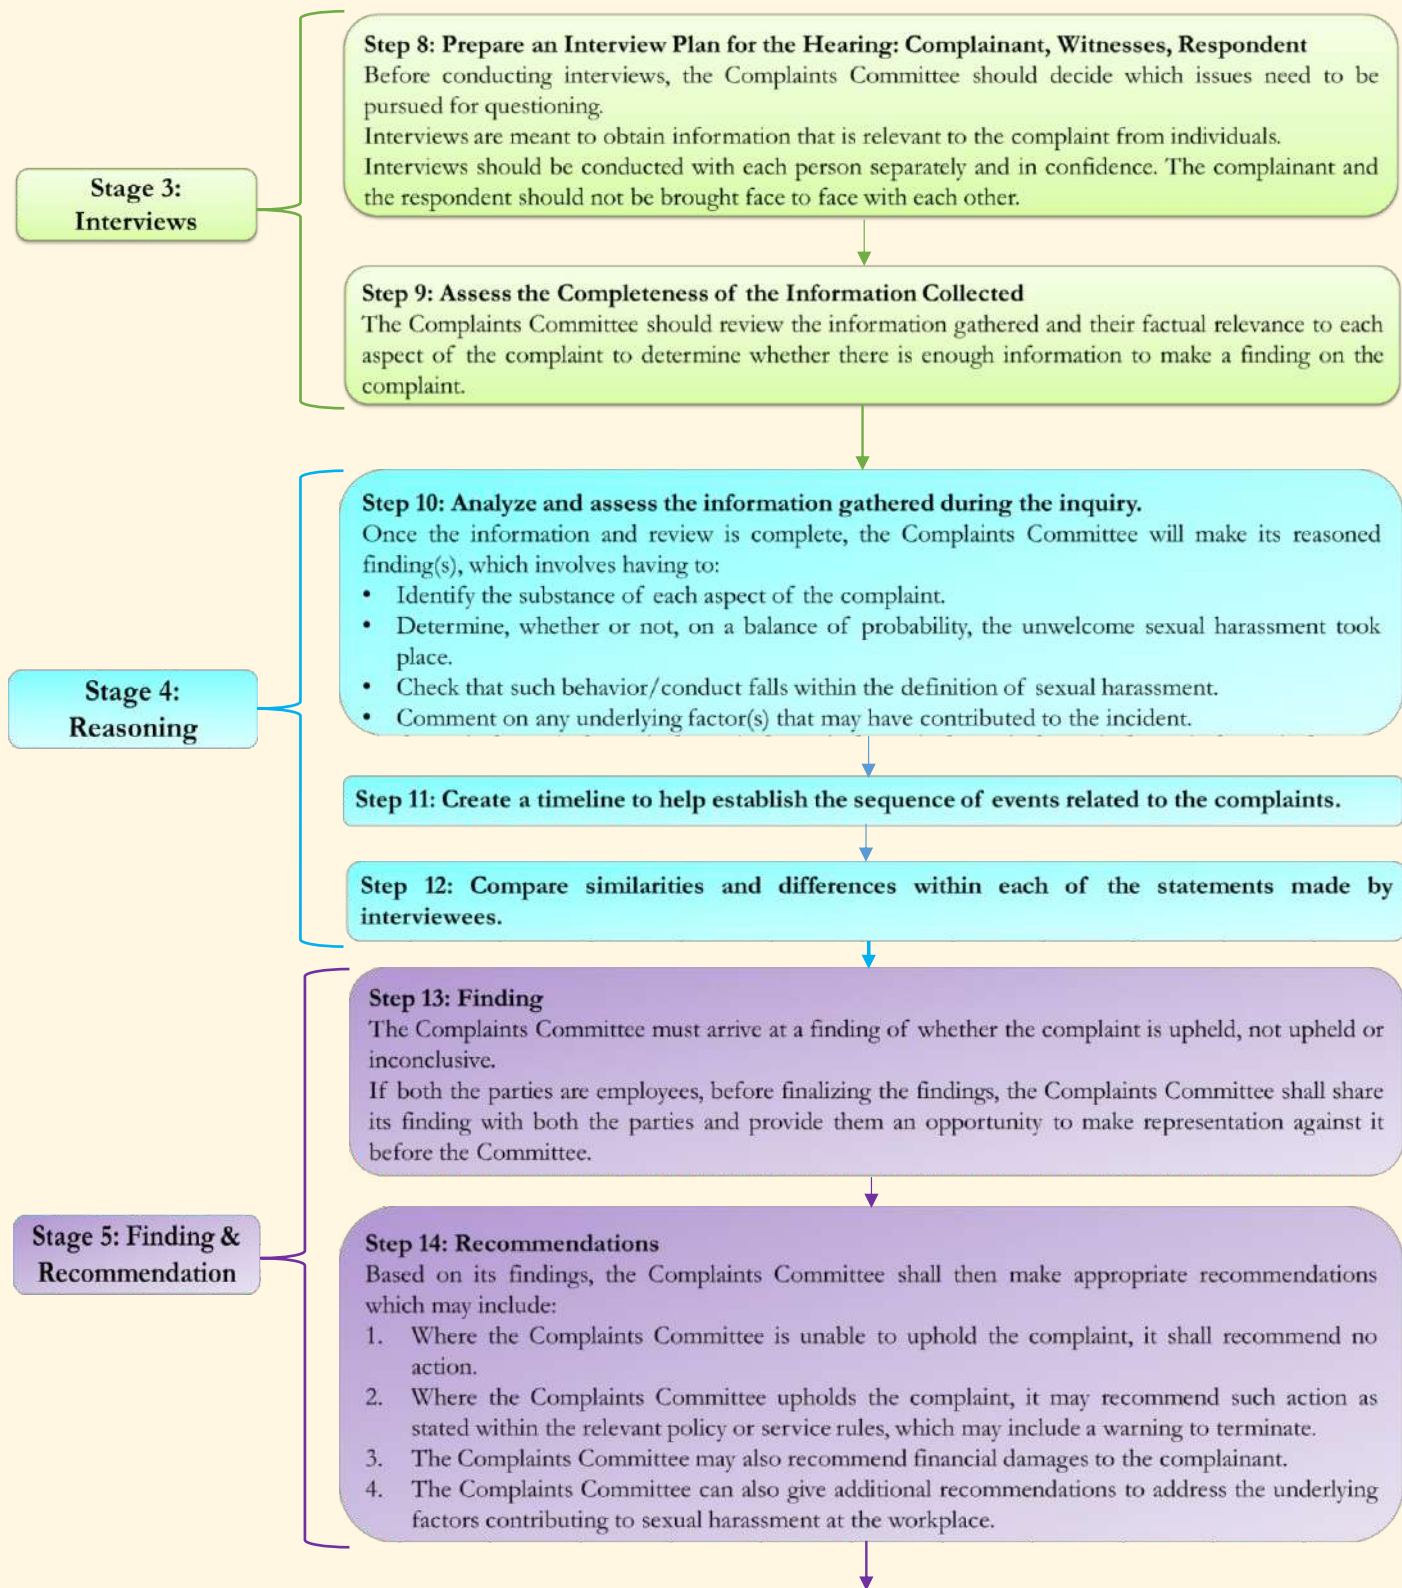 Step 8: Prepare an Interview Plan for the Hearing: Complainant, Witnesses, Respondent
Before conducting interviews, the Complaints Committee should decide which issues need to be
pursued for questioning.
Interviews are meant to obtain information that is relevant to the complaint from individuals.
Interviews should be conducted with each person separately and in confidence. The complainant and
the respondent should not be brought face to face with each other.
Stage 3:
Interviews
Step 9: Assess the Completeness of the Information Collected
The Complaints Committee should review the information gathered and their factual relevance to each
aspect of the complaint to determine whether there is enough information to make a finding on the
complaint.
Step 10: Analyze and assess the information gathered during the inquiry.
Once the information and review is complete, the Complaints Committee will make its reasoned
finding(s), which involves having to:
• Identify the substance of each aspect of the complaint.
• Determine, whether or not, on a balance of probability, the unwelcome sexual harassment took
place.
• Check that such behavior/conduct falls within the definition of sexual harassment.
• Comment on any underlying factor(s) that may have contributed to the incident.
Stage 4:
Reasoning
Step 11: Create a timeline to help establish the sequence of events related to the complaints.
Step 12: Compare similarities and differences within each of the statements made by
interviewees.
Step 13: Finding
The Complaints Committee must arrive at a finding of whether the complaint is upheld, not upheld or
inconclusive.
If both the parties are employees, before finalizing the findings, the Complaints Committee shall share
its finding with both the parties and provide them an opportunity to make representation against it
before the Committee.
Stage 5: Finding &
Recommendation
Step 14: Recommendations
Based on its findings, the Complaints Committee shall then make appropriate recommendations
which may include:
1. Where the Complaints Committee is unable to uphold the complaint, it shall recommend no
action.
2. Where the Complaints Committee upholds the complaint, it may recommend such action as
stated within the relevant policy or service rules, which may include a warning to terminate.
3. The Complaints Committee may also recommend financial damages to the complainant.
4. The Complaints Committee can also give additional recommendations to address the underlying
factors contributing to sexual harassment at the workplace.